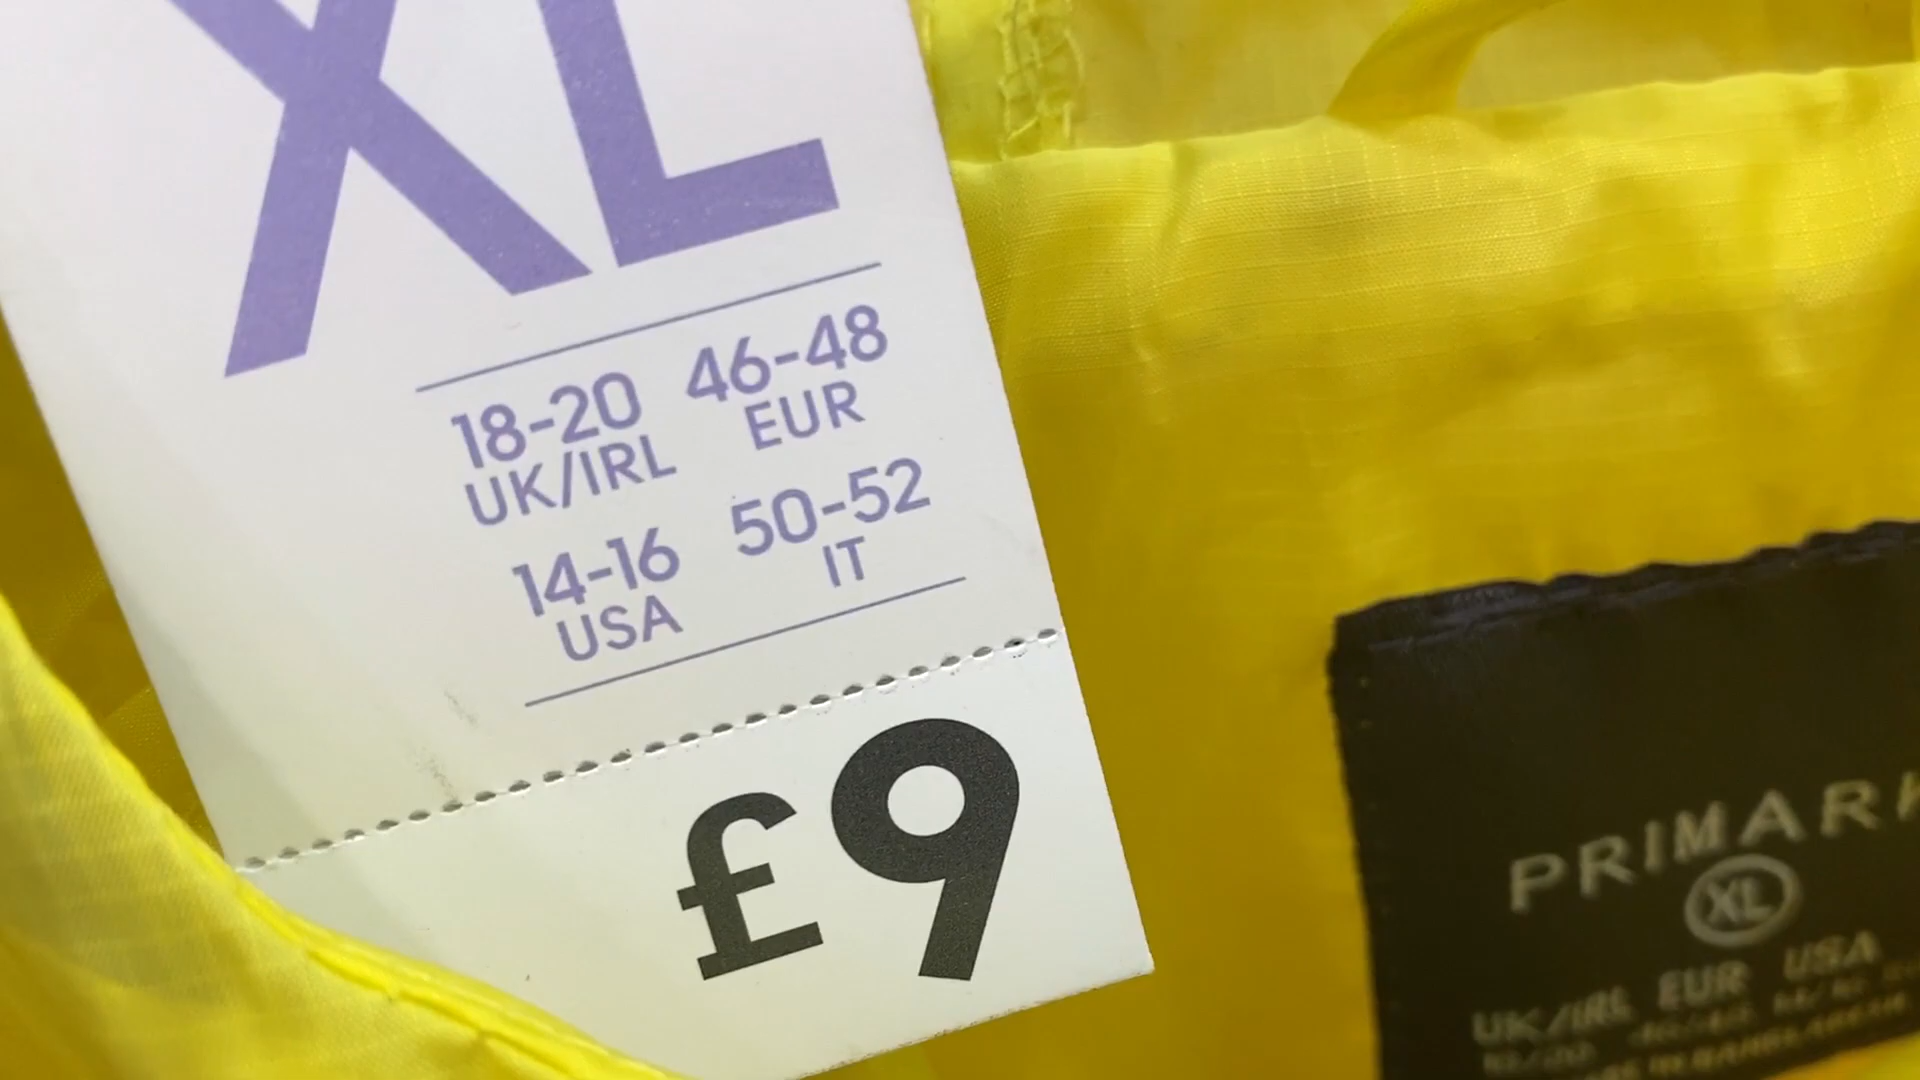 XL
18-20 46-48
UK/IRL EUR
14-16 50-52
USA IT
£9
PRIMARK
XL
UK/IRL EUR USA